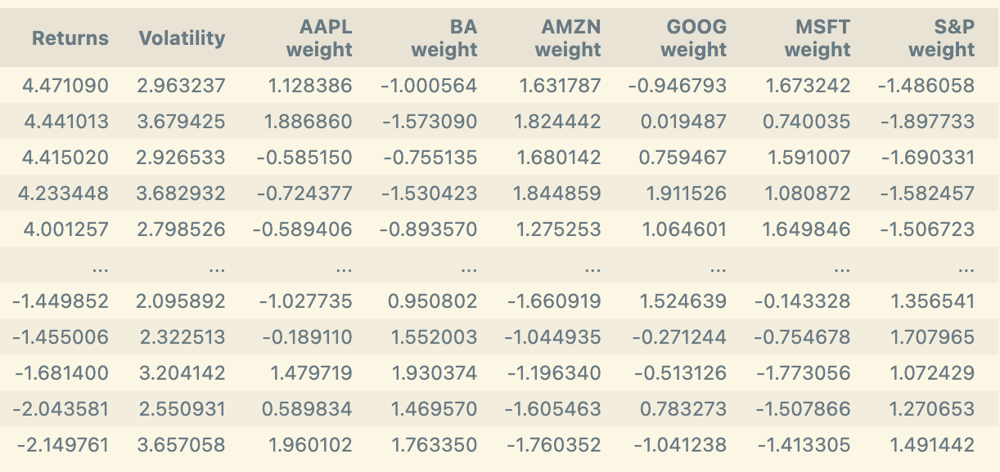 Returns Volatility AAPL weight BA weight AMZN weight GOOG weight MSFT weight S&P weight
4.471090 2.963237 1.128386 -1.000564 1.631787 -0.946793 1.673242 -1.486058
4.441013 3.679425 1.886860 -1.573090 1.824442 0.019487 0.740035 -1.897733
4.415020 2.926533 -0.585150 -0.755135 1.680142 0.759467 1.591007 -1.690331
4.233448 3.682932 -0.724377 -1.530423 1.844859 1.911526 1.080872 -1.582457
4.001257 2.798526 -0.589406 -0.893570 1.275253 1.064601 1.649846 -1.506723
... ... ... ... ... ... ... ...
-1.449852 2.095892 -1.027735 0.950802 -1.660919 1.524639 -0.143328 1.356541
-1.455006 2.322513 -0.189110 1.552003 -1.044935 -0.271244 -0.754678 1.707965
-1.681400 3.204142 1.479719 1.930374 -1.196340 -0.513126 -1.773056 1.072429
-2.043581 2.550931 0.589834 1.469570 -1.605463 0.783273 -1.507866 1.270653
-2.149761 3.657058 1.960102 1.763350 -1.760352 -1.041238 -1.413305 1.491442